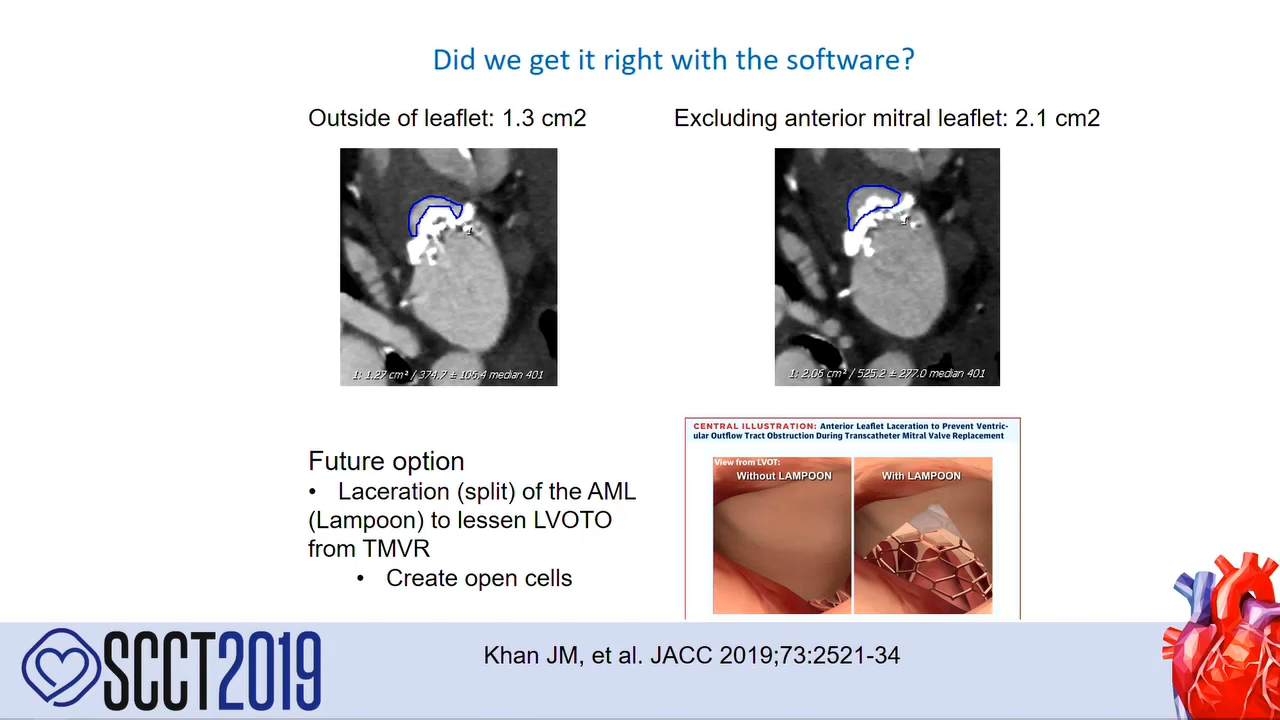 Did we get it right with the software?
Outside of leaflet: 1.3 cm2
Excluding anterior mitral leaflet: 2.1 cm2
1
1: 1.27 cm² / 374.7 ± 105.4 median 401
1
1: 2.05 cm² / 525.2 ± 277.0 median 401
Future option
• Laceration (split) of the AML
(Lampoon) to lessen LVOTO
from TMVR
• Create open cells
CENTRAL ILLUSTRATION: Anterior Leaflet Laceration to Prevent Ventric-
ular Outflow Tract Obstruction During Transcatheter Mitral Valve Replacement
View from LVOT:
Without LAMPOON
With LAMPOON
SCCT2019
Khan JM, et al. JACC 2019;73:2521-34